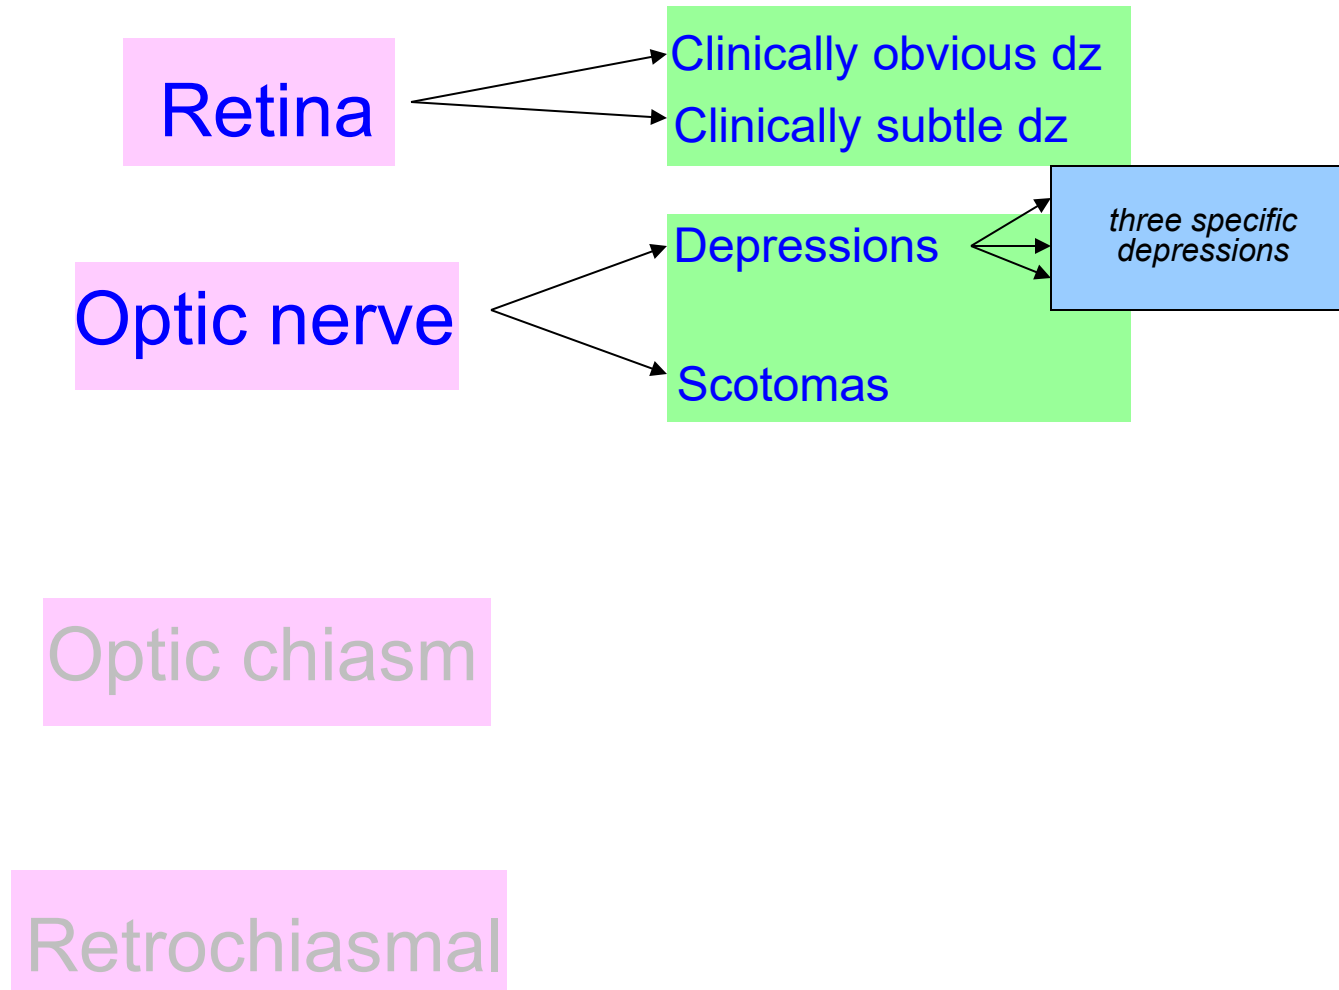 Retina
Clinically obvious dz
Clinically subtle dz
Optic nerve
Depressions
three specific
depressions
Scotomas
Optic chiasm
Retrochiasmal